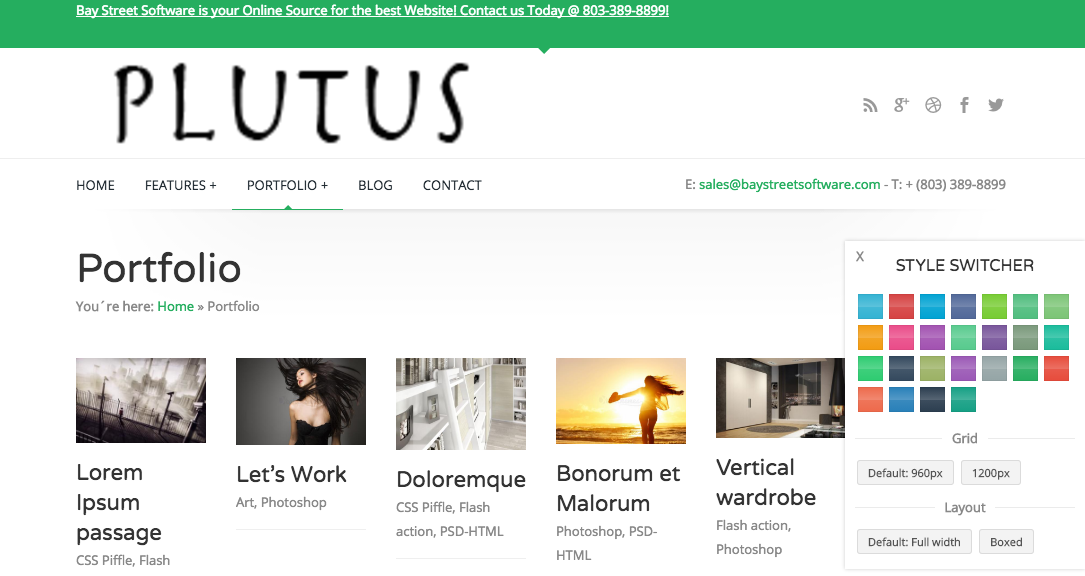 Bay Street Software is your Online Source for the best Website! Contact us Today @ 803-389-8899!
PLUTUS
HOME
FEATURES +
PORTFOLIO +
BLOG
CONTACT
E: sales@baystreetsoftware.com - T: + (803) 389-8899
Portfolio
You´re here: Home » Portfolio
Lorem
Ipsum
passage
CSS Piffle, Flash
Let's Work
Art, Photoshop
Doloremque
CSS Piffle, Flash
action, PSD-HTML
Bonorum et
Malorum
Photoshop, PSD-
HTML
Vertical
wardrobe
Flash action,
Photoshop
X
STYLE SWITCHER
Grid
Default: 960px
1200px
Layout
Default: Full width
Boxed